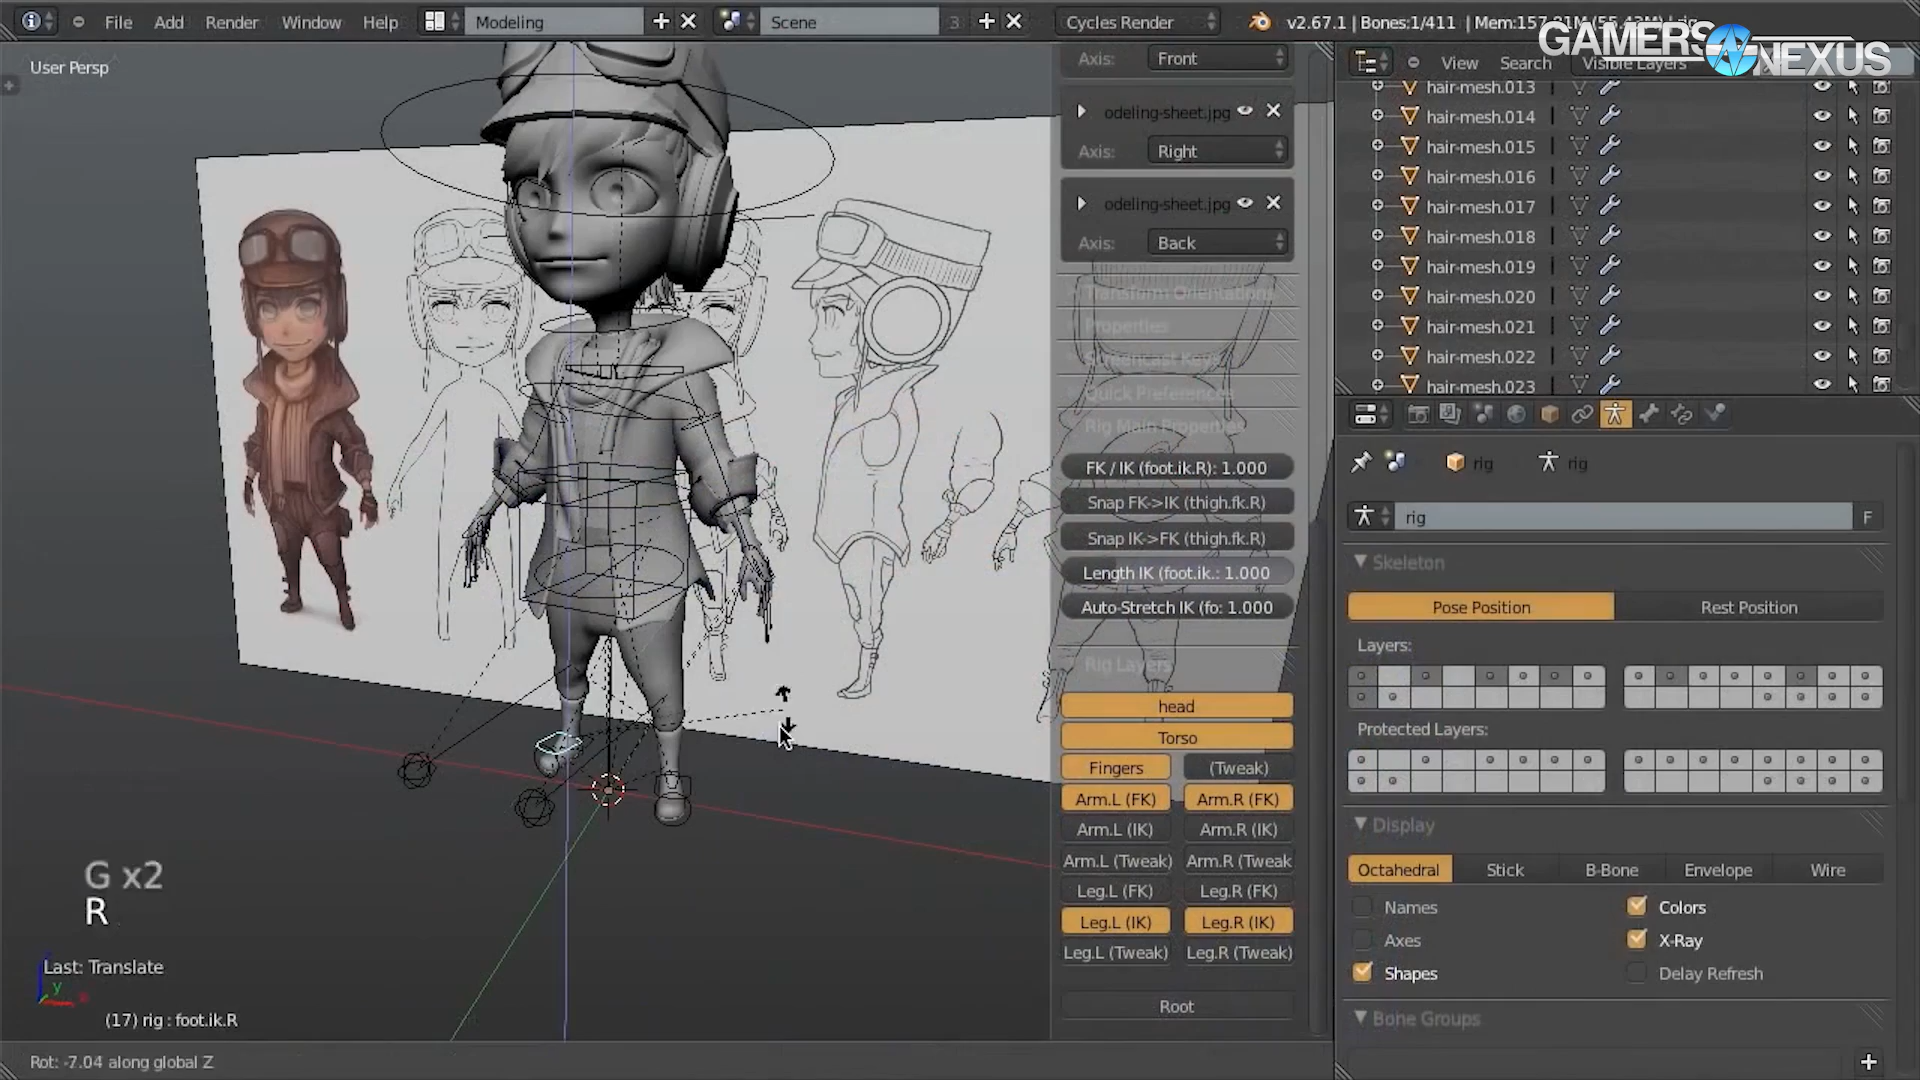 File Add Render Window Help Modeling Scene 3 Cycles Render v2.67.1 | Bones:1/411 | Mem:157.
GAMERS NEXUS
User Persp
View Search Visible Layers
Axis: Front
odeling-sheet.jpg
Axis: Right
odeling-sheet.jpg
Axis: Back
Transform Orientations
Properties
Screencast Keys
Quick Preferences
Rig Main Properties
FK / IK (foot.ik.R): 1.000
Snap FK->IK (thigh.fk.R)
Snap IK->FK (thigh.fk.R)
Length IK (foot.ik.: 1.000
Auto-Stretch IK (fo: 1.000
Rig Layers
head
Torso
Fingers (Tweak)
Arm.L (FK) Arm.R (FK)
Arm.L (IK) Arm.R (IK)
Arm.L (Tweak) Arm.R (Tweak
Leg.L (FK) Leg.R (FK)
Leg.L (IK) Leg.R (IK)
Leg.L (Tweak) Leg.R (Tweak)
Root
hair-mesh.013
hair-mesh.014
hair-mesh.015
hair-mesh.016
hair-mesh.017
hair-mesh.018
hair-mesh.019
hair-mesh.020
hair-mesh.021
hair-mesh.022
hair-mesh.023
rig rig
rig F
Skeleton
Pose Position Rest Position
Layers:
Protected Layers:
Display
Octahedral Stick B-Bone Envelope Wire
Names Colors
Axes X-Ray
Shapes Delay Refresh
Bone Groups
G x2
R
Last: Translate
y
(17) rig : foot.ik.R
Rot: -7.04 along global Z